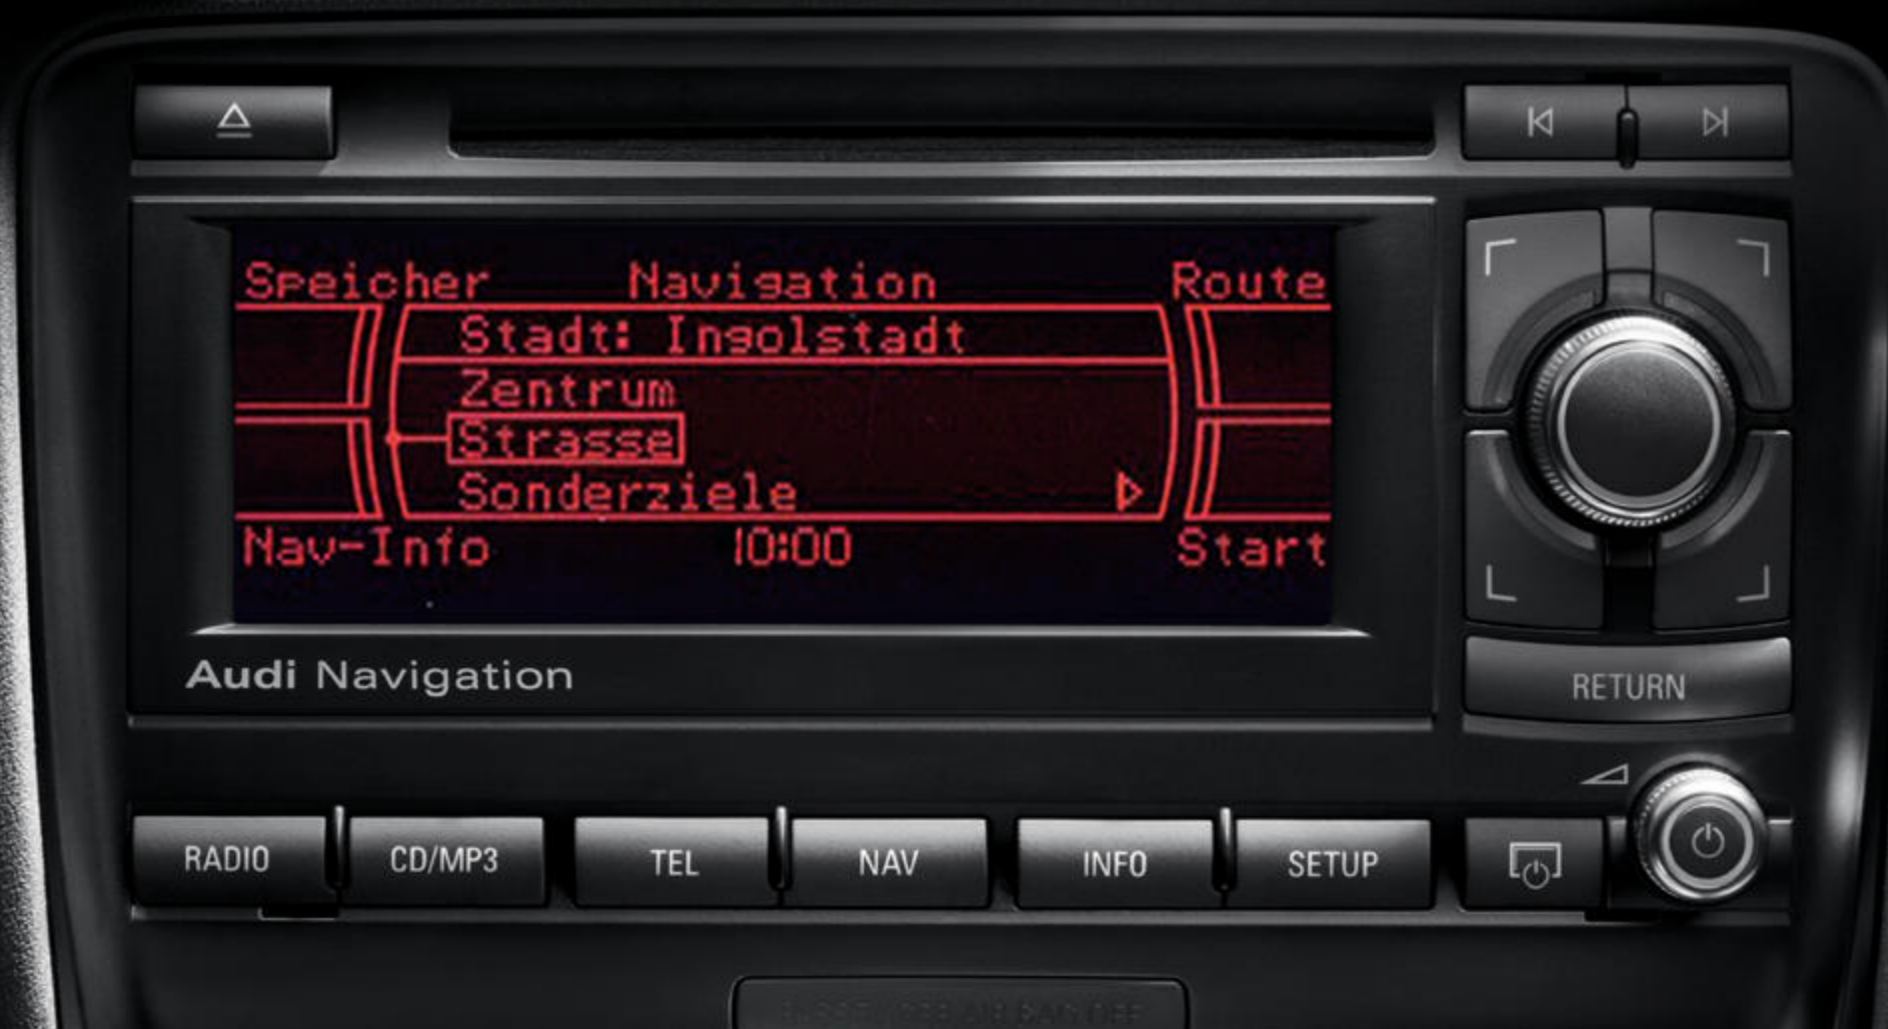 Speicher Navigation Route
Stadt: Ingolstadt
Zentrum
Strasse
Sonderziele
Nav-Info 10:00 Start
Audi Navigation
RETURN
RADIO CD/MP3 TEL NAV INFO SETUP